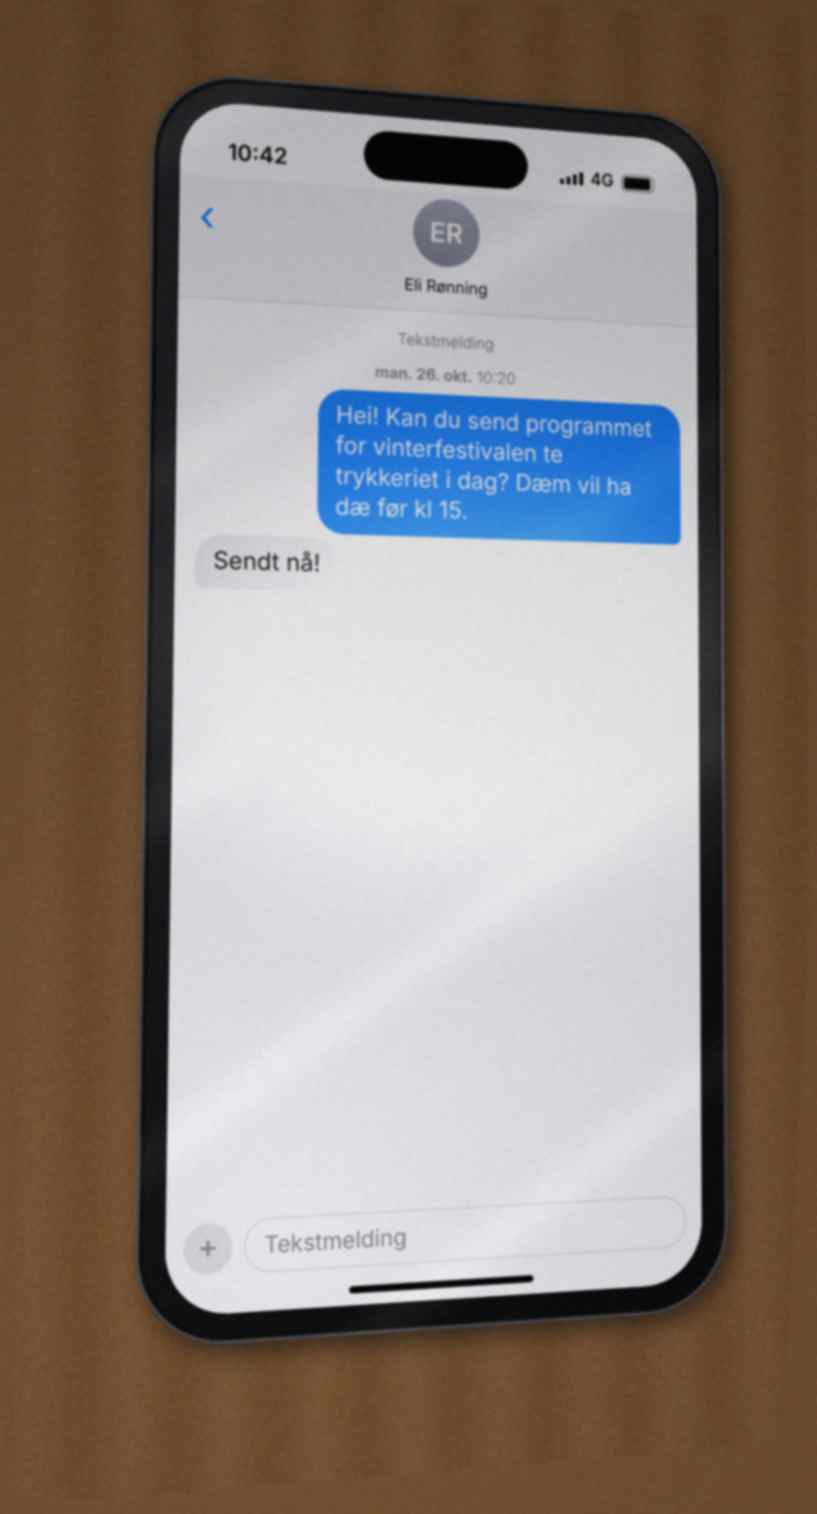 10:42
4G
ER
Eli Rønning
Tekstmelding
man. 26. okt. 10:20
Hei! Kan du send programmet
for vinterfestivalen te
trykkeriet i dag? Dæm vil ha
dæ før kl 15.
Sendt nå!
+ Tekstmelding